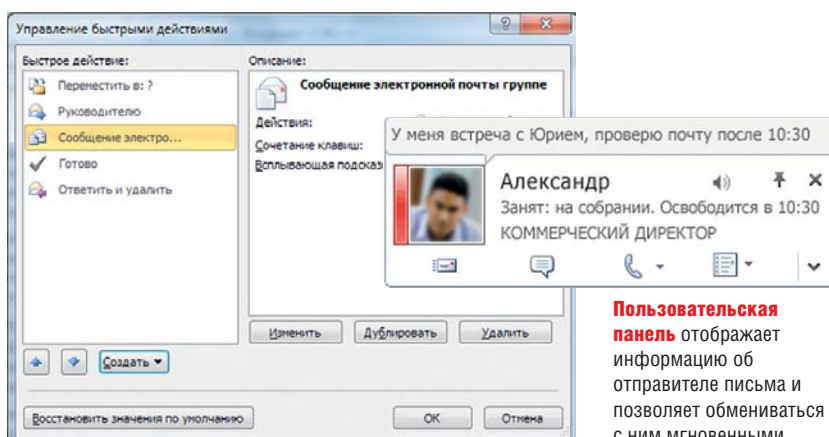 Управление быстрыми действиями
Быстрое действие:
Переместить в: ?
Руководителю
Сообщение электро...
Готово
Ответить и удалить
Создать
Описание:
Сообщение электронной почты группе
Действия:
Сочетание клавиш:
Всплывающая
Изменить
Дублировать
Удалить
Восстановить значения по умолчанию
ОК
Отмена
У меня встреча с Юрием, проверю почту после 10:30
Александр
Занят: на собрании. Освободится в 10:30
КОММЕРЧЕСКИЙ ДИРЕКТОР
Пользовательская
панель отображает
информацию об
отправителе письма и
позволяет обмениваться
с ним мгновенными